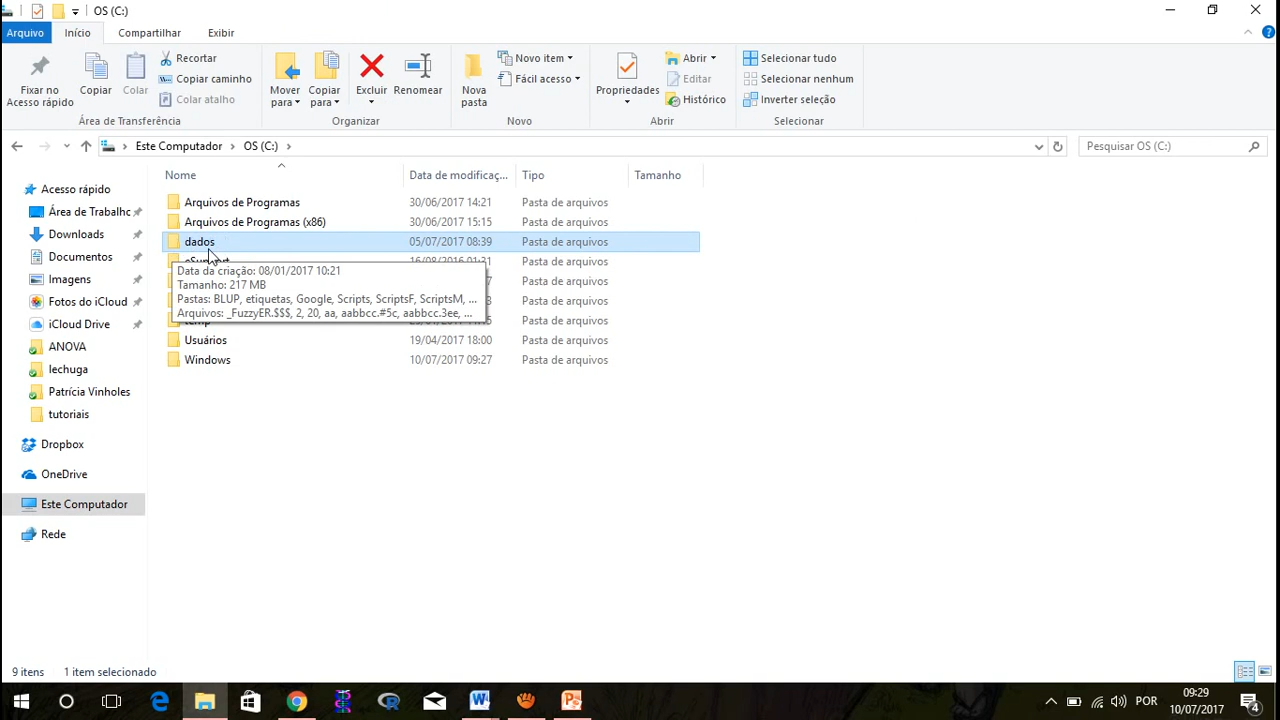 OS (C:)
Arquivo Início Compartilhar Exibir
Fixar no Acesso rápido
Copiar
Colar
Recortar
Copiar caminho
Colar atalho
Área de Transferência
Mover para
Copiar para
Excluir
Renomear
Organizar
Nova pasta
Novo item
Fácil acesso
Novo
Propriedades
Abrir
Editar
Histórico
Abrir
Selecionar tudo
Selecionar nenhum
Inverter seleção
Selecionar
Este Computador OS (C:)
Pesquisar OS (C:)
Nome Data de modificaç... Tipo Tamanho
Acesso rápido
Área de Trabalhc
Downloads
Documentos
Imagens
Fotos do iCloud
iCloud Drive
ANOVA
lechuga
Patrícia Vinholes
tutoriais
Dropbox
OneDrive
Este Computador
Rede
Arquivos de Programas 30/06/2017 14:21 Pasta de arquivos
Arquivos de Programas (x86) 30/06/2017 15:15 Pasta de arquivos
dados 05/07/2017 08:39 Pasta de arquivos
Pasta de arquivos
Data da criação: 08/01/2017 10:21
Tamanho: 217 MB
Pastas: BLUP, etiquetas, Google, Scripts, ScriptsF, ScriptsM, ...
Arquivos: _FuzzyER.$$$, 2, 20, aa, aabbcc.#5c, aabbcc.3ee, ...
Pasta de arquivos
Pasta de arquivos
Pasta de arquivos
Usuários 19/04/2017 18:00 Pasta de arquivos
Windows 10/07/2017 09:27 Pasta de arquivos
9 itens 1 item selecionado
POR
09:29
10/07/2017
4